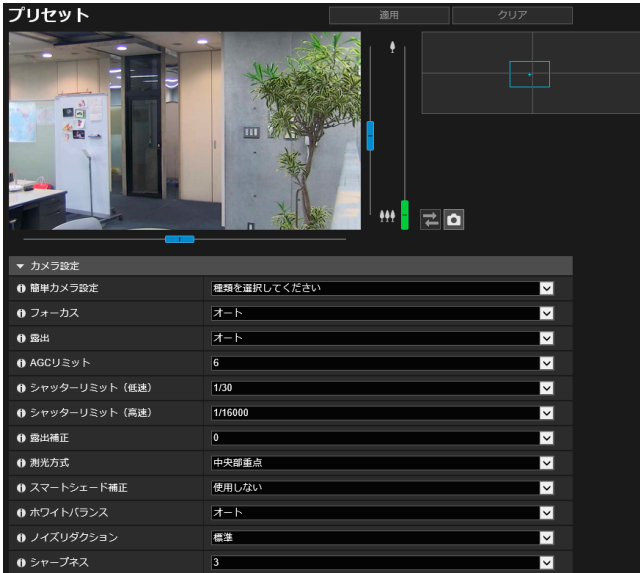 プリセット
適用
クリア
カメラ設定
簡単カメラ設定 種類を選択してください
フォーカス オート
露出 オート
AGCリミット 6
シャッターリミット（低速） 1/30
シャッターリミット（高速） 1/16000
露出補正 0
測光方式 中央部重点
スマートシェード補正 使用しない
ホワイトバランス オート
ノイズリダクション 標準
シャープネス 3